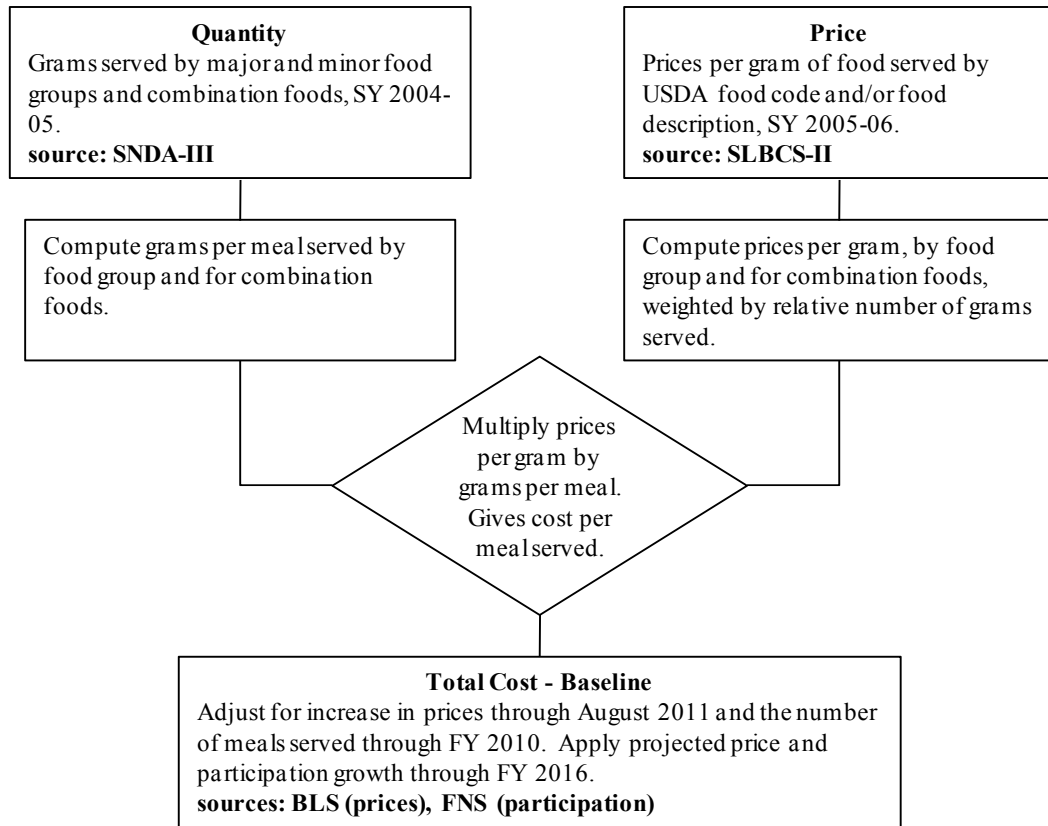 Quantity
Grams served by major and minor food
groups and combination foods, SY 2004-
05.
source: SNDA-III
Price
Prices per gram of food served by
USDA food code and/or food
description, SY 2005-06.
source: SLBCS-II
Compute grams per meal served by
food group and for combination
foods.
Compute prices per gram, by food
group and for combination foods,
weighted by relative number of grams
served.
Multiply prices
per gram by
grams per meal.
Gives cost per
meal served.
Total Cost - Baseline
Adjust for increase in prices through August 2011 and the number
of meals served through FY 2010. Apply projected price and
participation growth through FY 2016.
sources: BLS (prices), FNS (participation)